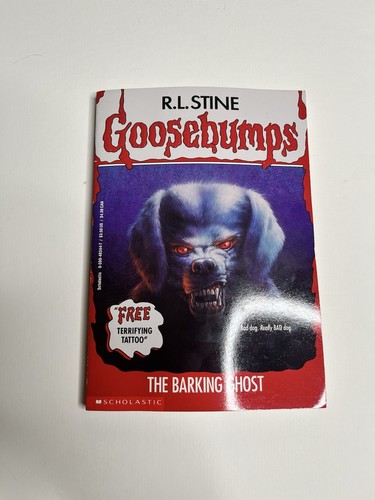 R.L. STINE
Goosebumps
"FREE
TERRIFYING
TATTOO"
Bad dog. Really BAD dog.
THE BARKING GHOST
SCHOLASTIC